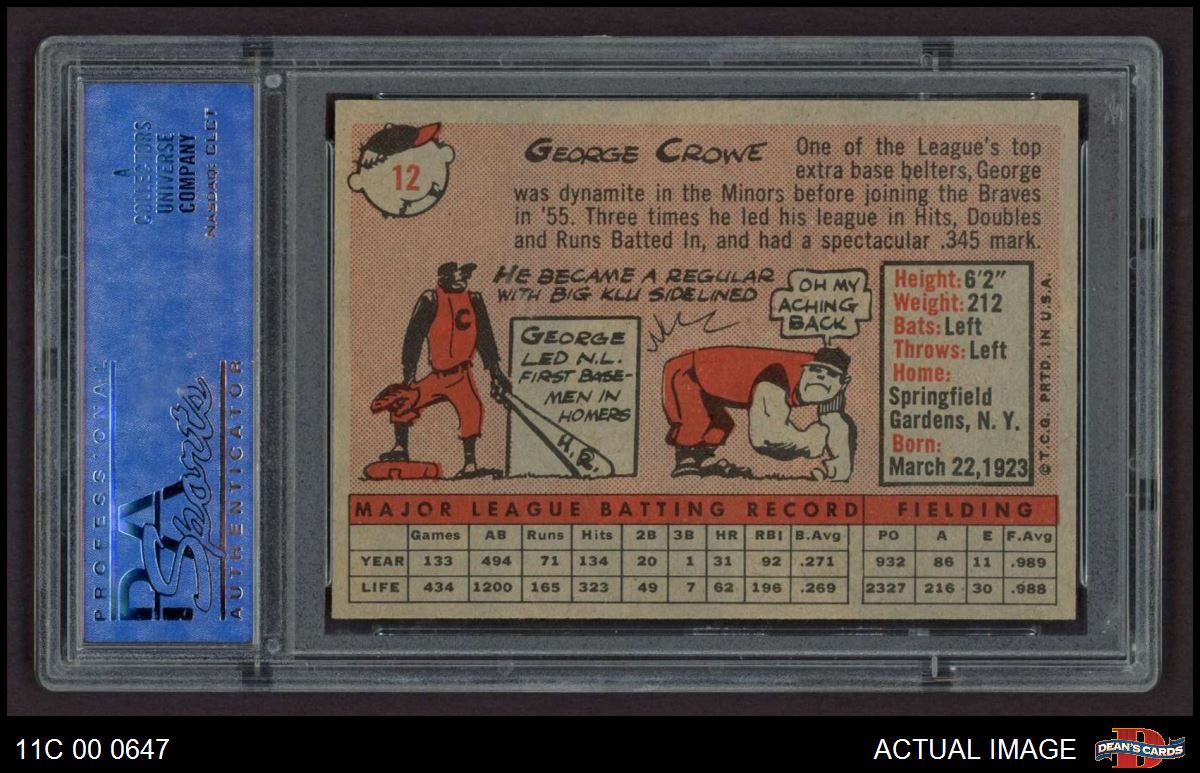 A
COLLECTORS
UNIVERSE
COMPANY
NASDAQ: CLCT
PROFESSIONAL
PSA
Sports
AUTHENTICATOR
12
GEORGE CROWE
One of the League's top
extra base belters, George
was dynamite in the Minors before joining the Braves
in '55. Three times he led his league in Hits, Doubles
and Runs Batted In, and had a spectacular .345 mark.
HE BECAME A REGULAR
WITH BIG KLU SIDELINED
C
GEORGE
LED N.L.
FIRST BASE-
MEN IN
HOMERS
H.R.
OH MY
ACHING
BACK
Height: 6'2"
Weight: 212
Bats: Left
Throws: Left
Home:
Springfield
Gardens, N. Y.
Born:
March 22, 1923
©T.C.G. PRTD. IN U.S.A.
MAJOR LEAGUE BATTING RECORD FIELDING
Games AB Runs Hits 2B 3B HR RBI B.Avg PO A E F.Avg
YEAR 133 494 71 134 20 1 31 92 .271 932 86 11 .989
LIFE 434 1200 165 323 49 7 62 196 .269 2327 216 30 .988
11C 00 0647
ACTUAL IMAGE
DEAN'S CARDS